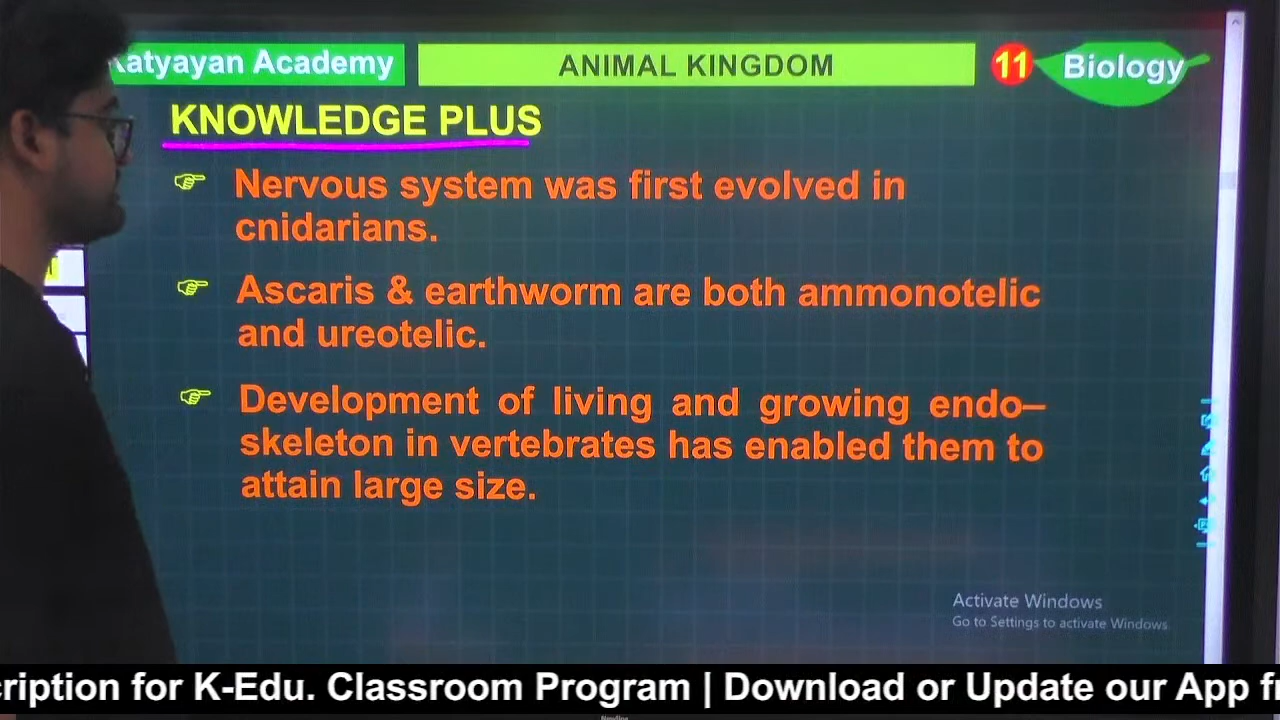 Katyayan Academy
ANIMAL KINGDOM
11 Biology
KNOWLEDGE PLUS
Nervous system was first evolved in
cnidarians.
Ascaris & earthworm are both ammonotelic
and ureotelic.
Development of living and growing endo–
skeleton in vertebrates has enabled them to
attain large size.
Activate Windows
Go to Settings to activate Windows.
cription for K-Edu. Classroom Program | Download or Update our App fr